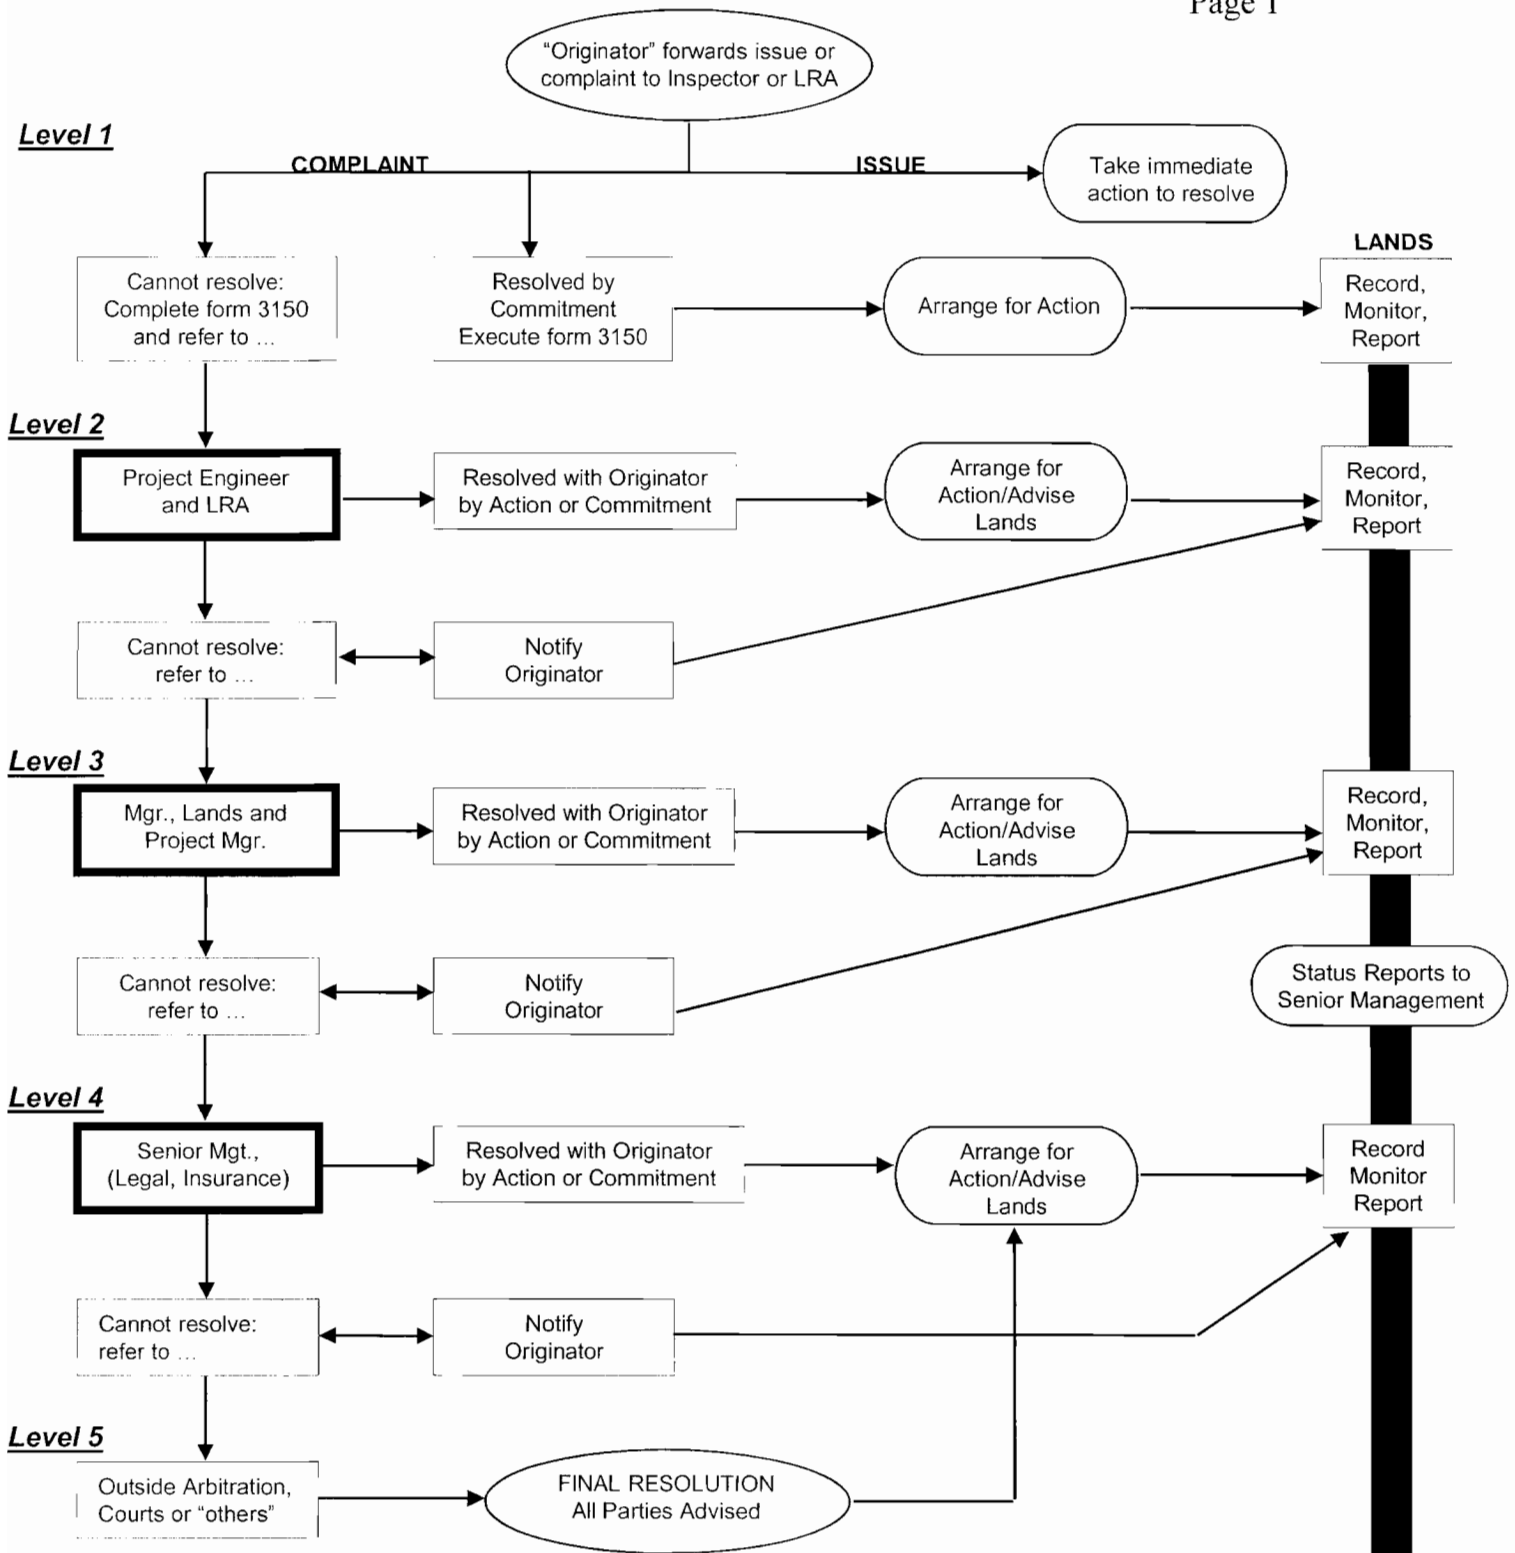 Page 1
“Originator” forwards issue or
complaint to Inspector or LRA
Level 1
COMPLAINT
ISSUE
Take immediate
action to resolve
LANDS
Cannot resolve:
Complete form 3150
and refer to ...
Resolved by
Commitment
Execute form 3150
Arrange for Action
Record,
Monitor,
Report
Level 2
Project Engineer
and LRA
Resolved with Originator
by Action or Commitment
Arrange for
Action/Advise
Lands
Record,
Monitor,
Report
Cannot resolve:
refer to ...
Notify
Originator
Level 3
Mgr., Lands and
Project Mgr.
Resolved with Originator
by Action or Commitment
Arrange for
Action/Advise
Lands
Record,
Monitor,
Report
Cannot resolve:
refer to ...
Notify
Originator
Status Reports to
Senior Management
Level 4
Senior Mgt.,
(Legal, Insurance)
Resolved with Originator
by Action or Commitment
Arrange for
Action/Advise
Lands
Record
Monitor
Report
Cannot resolve:
refer to ...
Notify
Originator
Level 5
Outside Arbitration,
Courts or “others”
FINAL RESOLUTION
All Parties Advised